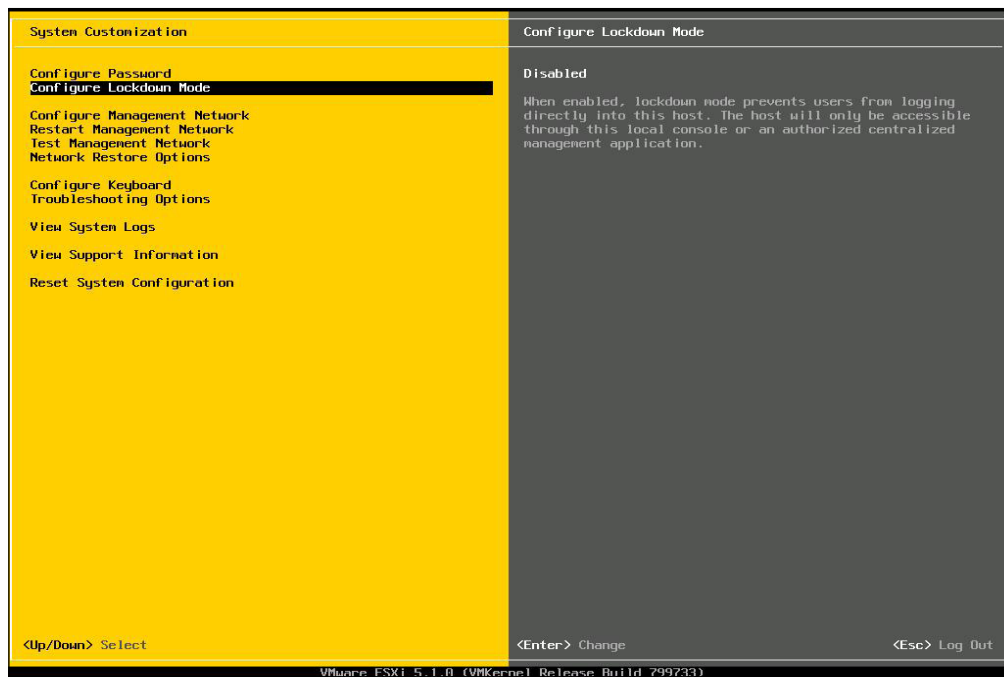 System Customization
Configure Password
Configure Lockdown Mode
Configure Management Network
Restart Management Network
Test Management Network
Network Restore Options
Configure Keyboard
Troubleshooting Options
View System Logs
View Support Information
Reset System Configuration
<Up/Down> Select
Configure Lockdown Mode
Disabled
When enabled, lockdown mode prevents users from logging
directly into this host. The host will only be accessible
through this local console or an authorized centralized
management application.
<Enter> Change
<Esc> Log Out
VMware ESXi 5.1.0 (VMKernel Release Build 799733)